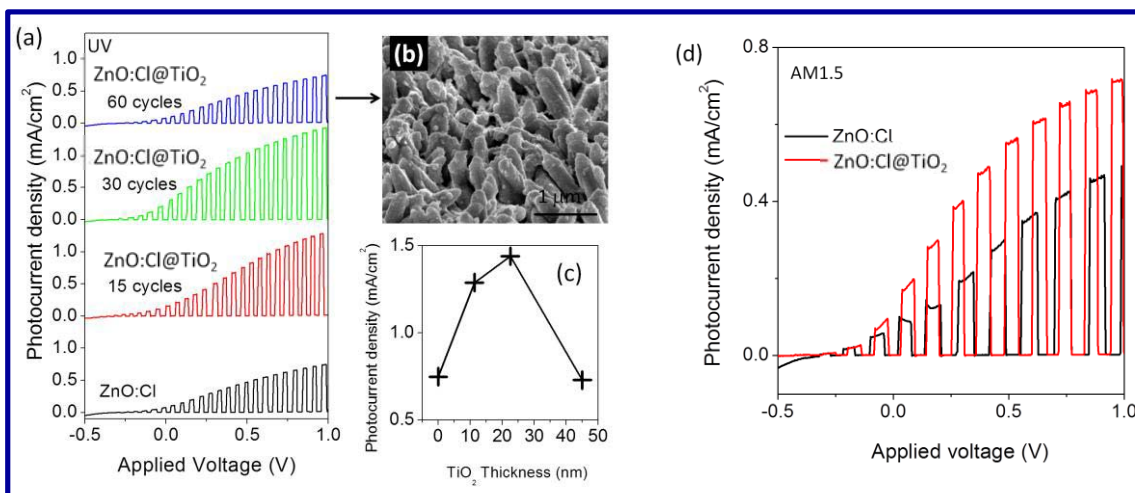 (a)
UV
ZnO:Cl@TiO₂
60 cycles
ZnO:Cl@TiO₂
30 cycles
ZnO:Cl@TiO₂
15 cycles
ZnO:Cl
1.0
0.5
0.0
1.0
0.5
0.0
1.0
0.5
0.0
1.0
0.5
0.0
-0.5
0.0
0.5
1.0
Photocurrent density (mA/cm²)
Applied Voltage (V)
(b)
1 µm
(c)
1.5
1.0
0.5
0
10
20
30
40
50
Photocurrent density (mA/cm²)
TiO₂ Thickness (nm)
(d)
AM1.5
ZnO:Cl
ZnO:Cl@TiO₂
0.8
0.4
0.0
-0.5
0.0
0.5
1.0
Photocurrent density (mA/cm²)
Applied voltage (V)